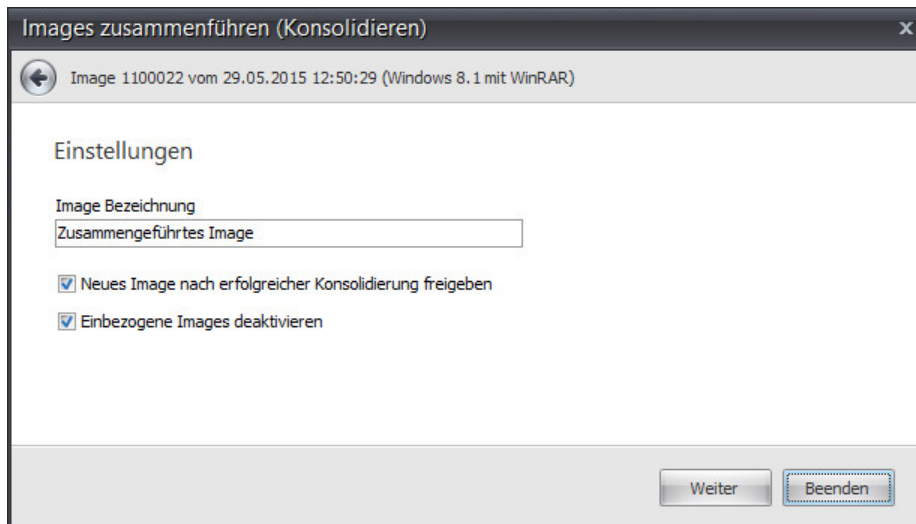 Images zusammenführen (Konsolidieren)
x
Image 1100022 vom 29.05.2015 12:50:29 (Windows 8.1 mit WinRAR)
Einstellungen
Image Bezeichnung
Zusammengeführtes Image
Neues Image nach erfolgreicher Konsolidierung freigeben
Einbezogene Images deaktivieren
Weiter
Beenden